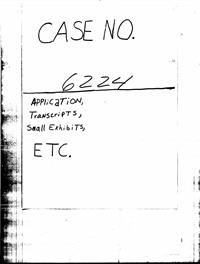 CASE NO.
6224
APPLICATION,
TRANSCRIPTS,
SMALL EXHIBITS,
ETC.